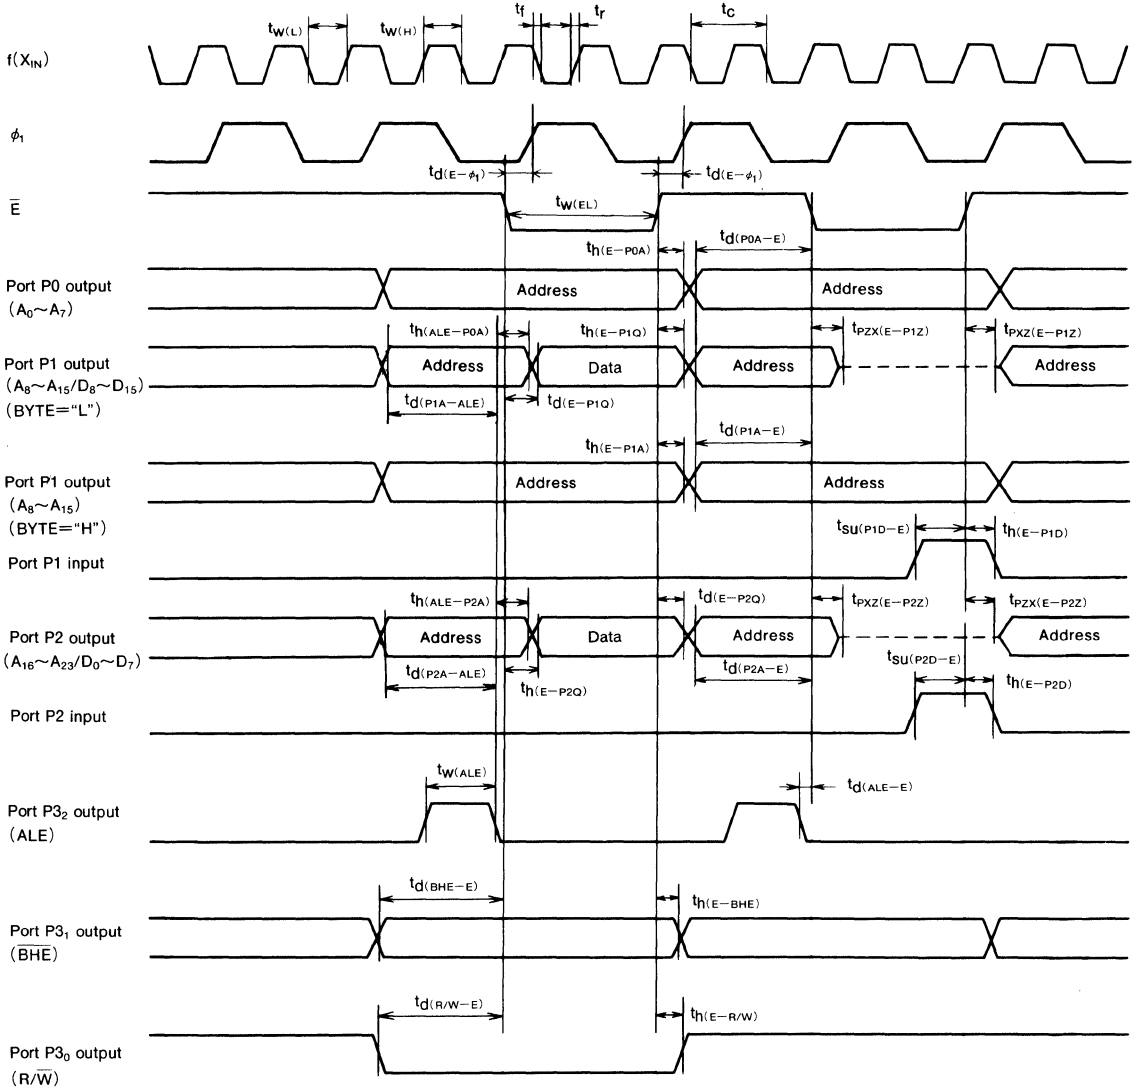 tf tr tC
tW(L) tW(H)
f(XIN)
ϕ1
td(E−ϕ1) td(E−ϕ1)
E̅ tW(EL)
th(E−P0A) td(P0A−E)
Port P0 output Address Address
(A0~A7)
th(ALE−P0A) th(E−P1Q) tPZX(E−P1Z) tPXZ(E−P1Z)
Port P1 output Address Data Address Address
(A8~A15/D8~D15)
(BYTE="L") td(P1A−ALE) td(E−P1Q)
th(E−P1A) td(P1A−E)
Port P1 output Address Address
(A8~A15)
(BYTE="H")
tSU(P1D−E) th(E−P1D)
Port P1 input
th(ALE−P2A) td(E−P2Q) tPXZ(E−P2Z) tPZX(E−P2Z)
Port P2 output Address Data Address Address
(A16~A23/D0~D7) tSU(P2D−E)
td(P2A−ALE) th(E−P2Q) td(P2A−E) th(E−P2D)
Port P2 input
tW(ALE)
td(ALE−E)
Port P32 output
(ALE)
td(BHE−E) th(E−BHE)
Port P31 output
(B̅H̅E̅)
td(R/W−E) th(E−R/W)
Port P30 output
(R/W̅)